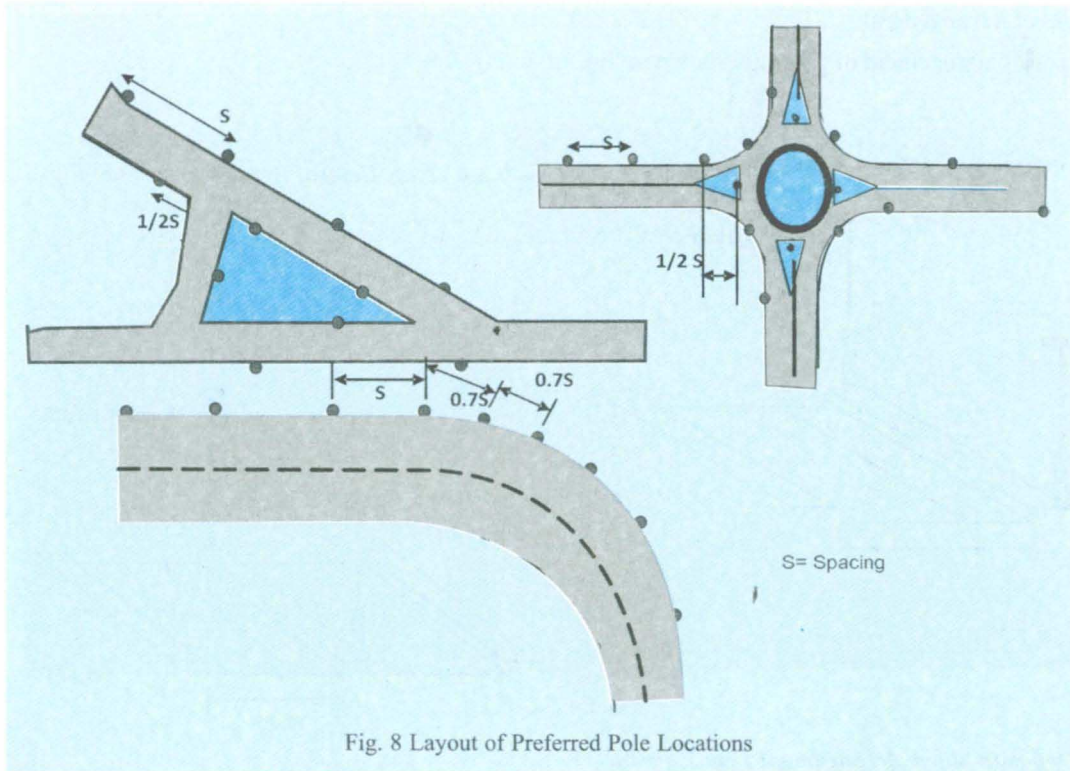 S
1/2S
S
1/2 S
S
0.7S
0.7S
S= Spacing
Fig. 8 Layout of Preferred Pole Locations